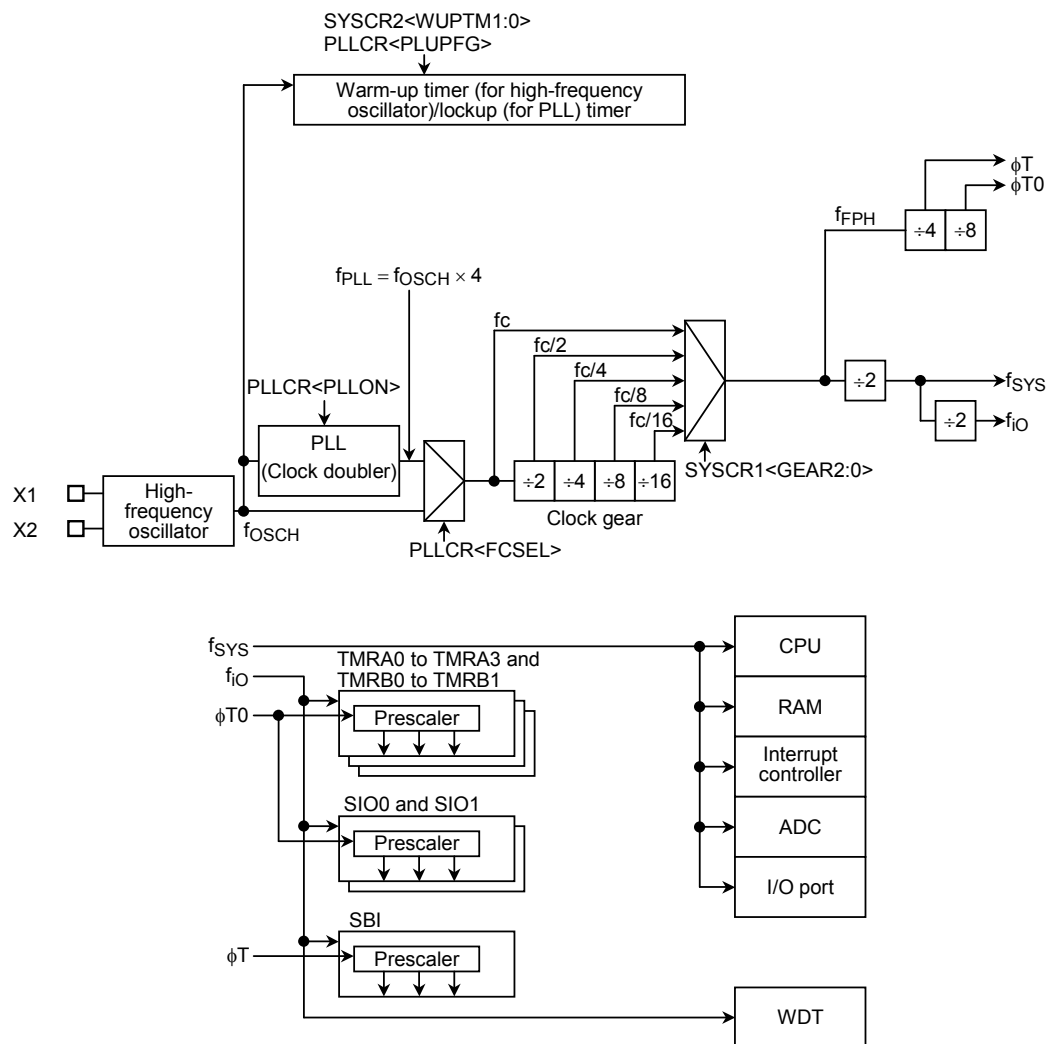 SYSCR2<WUPTM1:0>
PLLCR<PLUPFG>
Warm-up timer (for high-frequency
oscillator)/lockup (for PLL) timer
ϕT
ϕT0
fFPH
÷4
÷8
fPLL = fOSCH × 4
fc
fc/2
fc/4
fc/8
fc/16
÷2
fSYS
÷2
fiO
PLLCR<PLLON>
PLL
(Clock doubler)
SYSCR1<GEAR2:0>
÷2
÷4
÷8
÷16
Clock gear
X1
X2
High-
frequency
oscillator
fOSCH
PLLCR<FCSEL>
fSYS
fiO
ϕT0
TMRA0 to TMRA3 and
TMRB0 to TMRB1
Prescaler
SIO0 and SIO1
Prescaler
SBI
ϕT
Prescaler
CPU
RAM
Interrupt
controller
ADC
I/O port
WDT